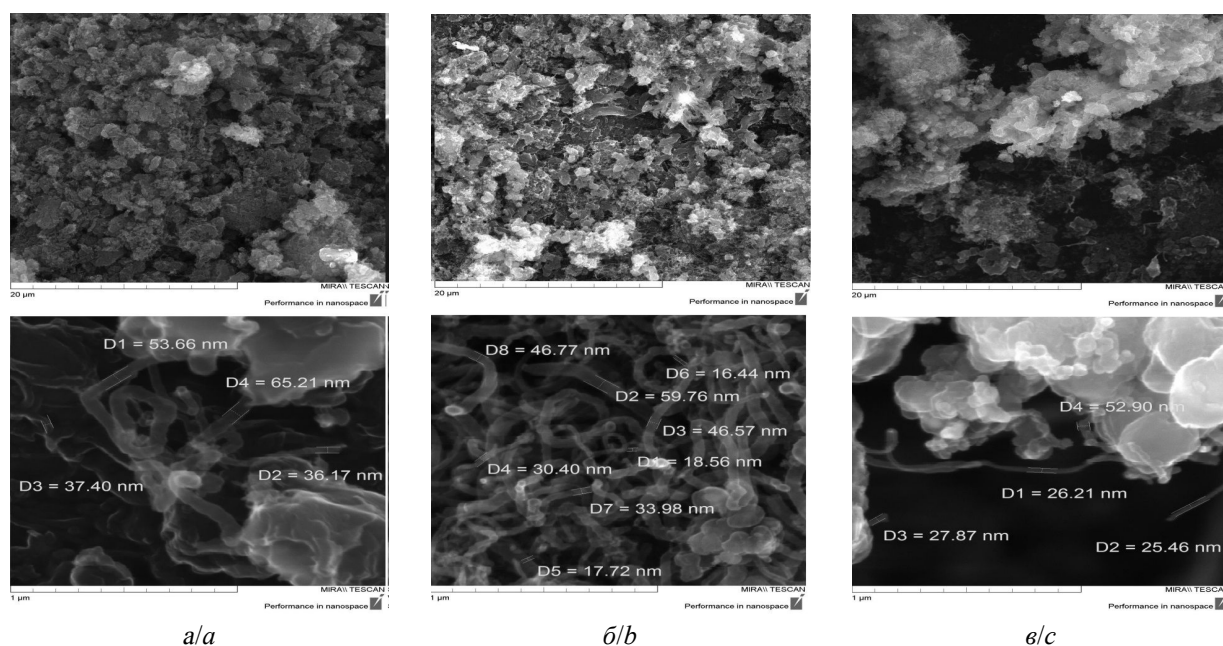 MIRA\\ TESCAN
20 µm
Performance in nanospace
MIRA\\ TESCAN
20 µm
Performance in nanospace
MIRA\\ TESCAN
20 µm
Performance in nanospace
D1 = 53.66 nm
D4 = 65.21 nm
D2 = 36.17 nm
D3 = 37.40 nm
MIRA\\ TESCAN
1 µm
Performance in nanospace
D8 = 46.77 nm
D6 = 16.44 nm
D2 = 59.76 nm
D3 = 46.57 nm
D1 = 18.56 nm
D4 = 30.40 nm
D7 = 33.98 nm
D5 = 17.72 nm
MIRA\\ TESCAN
1 µm
Performance in nanospace
D4 = 52.90 nm
D1 = 26.21 nm
D3 = 27.87 nm
D2 = 25.46 nm
MIRA\\ TESCAN
1 µm
Performance in nanospace
а/a
б/b
в/c